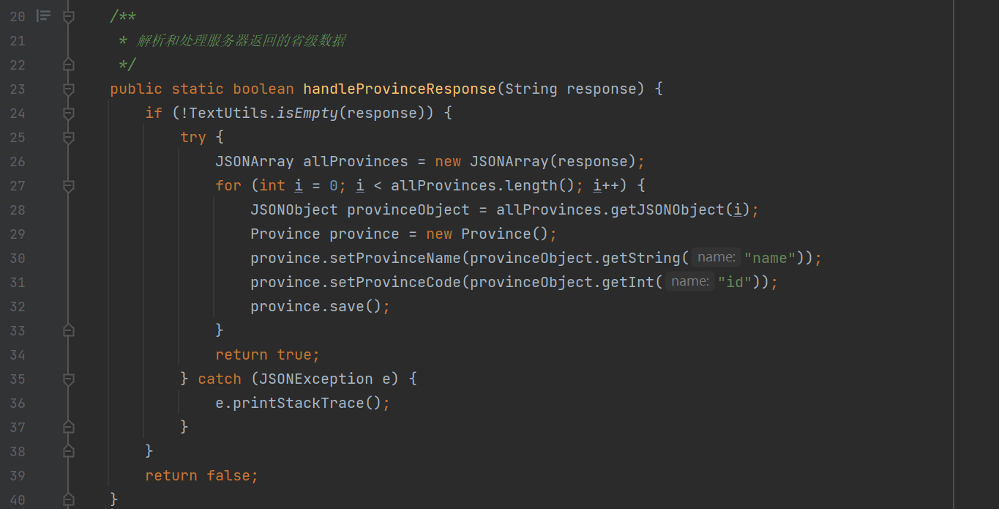 20 /**
21 * 解析和处理服务器返回的省级数据
22 */
23 public static boolean handleProvinceResponse(String response) {
24 if (!TextUtils.isEmpty(response)) {
25 try {
26 JSONArray allProvinces = new JSONArray(response);
27 for (int i = 0; i < allProvinces.length(); i++) {
28 JSONObject provinceObject = allProvinces.getJSONObject(i);
29 Province province = new Province();
30 province.setProvinceName(provinceObject.getString( name: "name"));
31 province.setProvinceCode(provinceObject.getInt( name: "id"));
32 province.save();
33 }
34 return true;
35 } catch (JSONException e) {
36 e.printStackTrace();
37 }
38 }
39 return false;
40 }